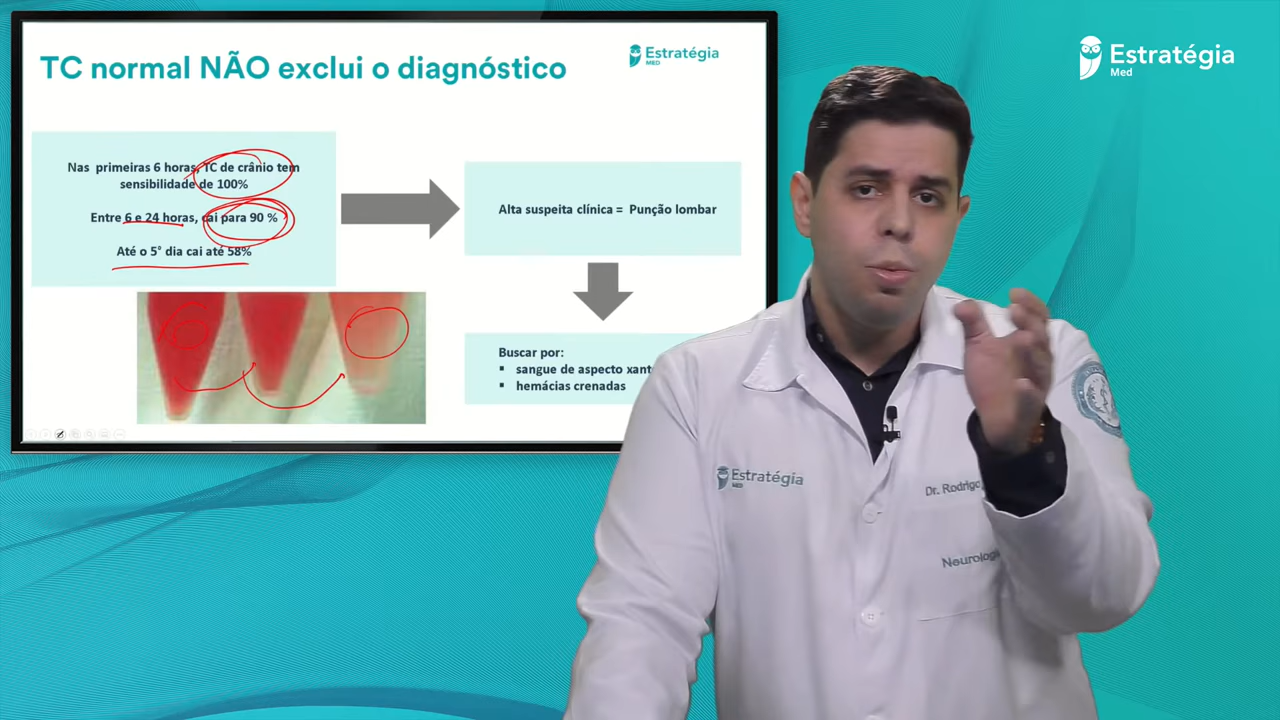 TC normal NÃO exclui o diagnóstico
Estratégia
MED
Nas primeiras 6 horas, TC de crânio tem
sensibilidade de 100%
Entre 6 e 24 horas, cai para 90 %
Até o 5° dia cai até 58%
Alta suspeita clínica = Punção lombar
Buscar por:
sangue de aspecto
hemácias crenadas
Estratégia
Med
Estratégia
MED
Dr. Rodrigo